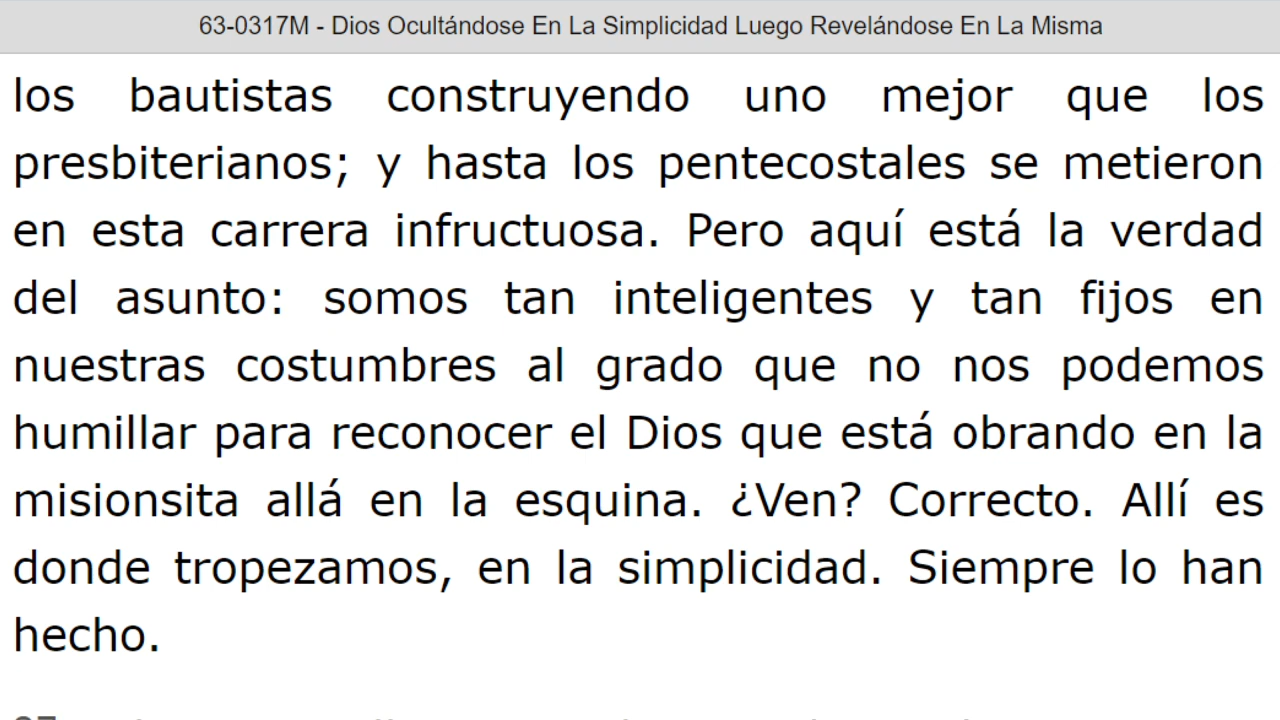 63-0317M - Dios Ocultándose En La Simplicidad Luego Revelándose En La Misma
los bautistas construyendo uno mejor que los
presbiterianos; y hasta los pentecostales se metieron
en esta carrera infructuosa. Pero aquí está la verdad
del asunto: somos tan inteligentes y tan fijos en
nuestras costumbres al grado que no nos podemos
humillar para reconocer el Dios que está obrando en la
misionsita allá en la esquina. ¿Ven? Correcto. Allí es
donde tropezamos, en la simplicidad. Siempre lo han
hecho.